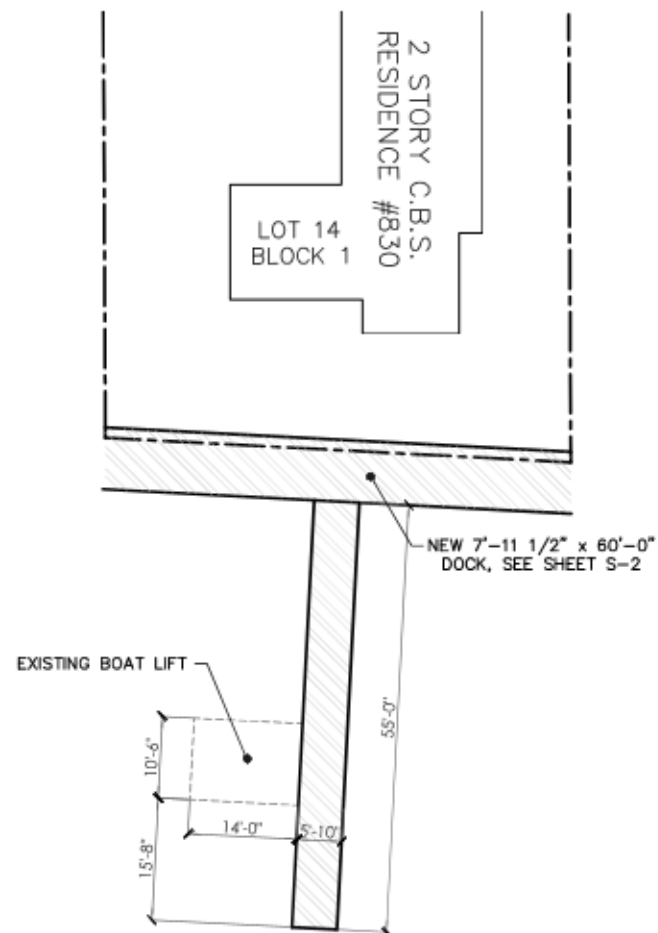 2 STORY C.B.S.
RESIDENCE #830
LOT 14
BLOCK 1
NEW 7'-11 1/2" x 60'-0"
DOCK, SEE SHEET S-2
EXISTING BOAT LIFT
55'-0"
10'-6"
14'-0"
5'-10"
15'-8"